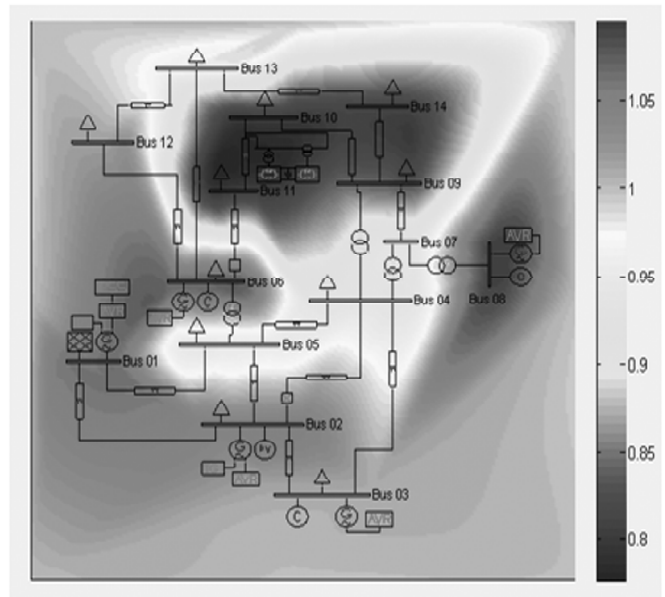 Bus 13
Bus 14
Bus 10
Bus 12
Bus 09
Bus 11
AVR
Bus 07
Bus 08
Bus 06
Bus 04
Bus 05
Bus 01
Bus 02
Bus 03
C
G
C
PV
G
AVR
C
G
AVR
1.05
1
0.95
0.9
0.85
0.8